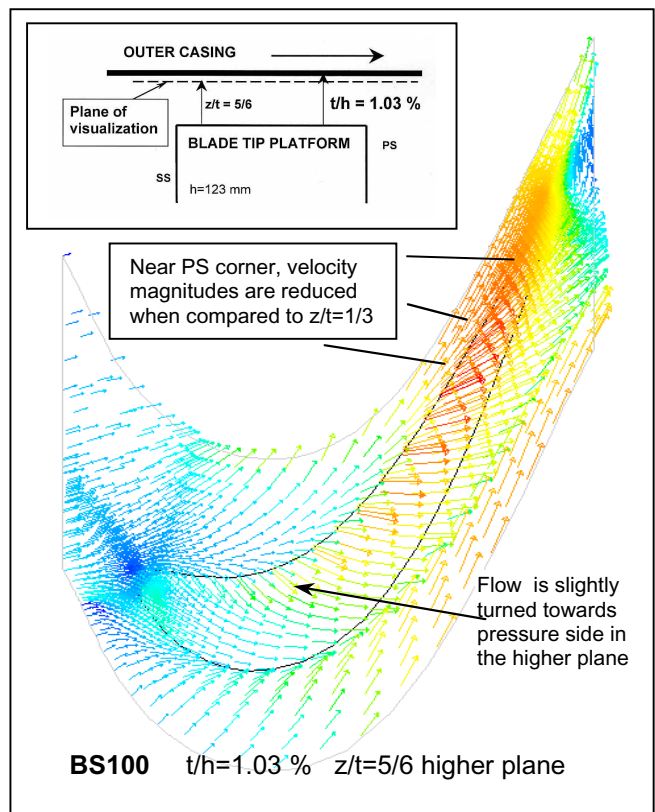 OUTER CASING
Plane of
visualization
z/t = 5/6
t/h = 1.03 %
BLADE TIP PLATFORM
PS
SS
h=123 mm
Near PS corner, velocity
magnitudes are reduced
when compared to z/t=1/3
Flow is slightly
turned towards
pressure side in
the higher plane
BS100 t/h=1.03 % z/t=5/6 higher plane